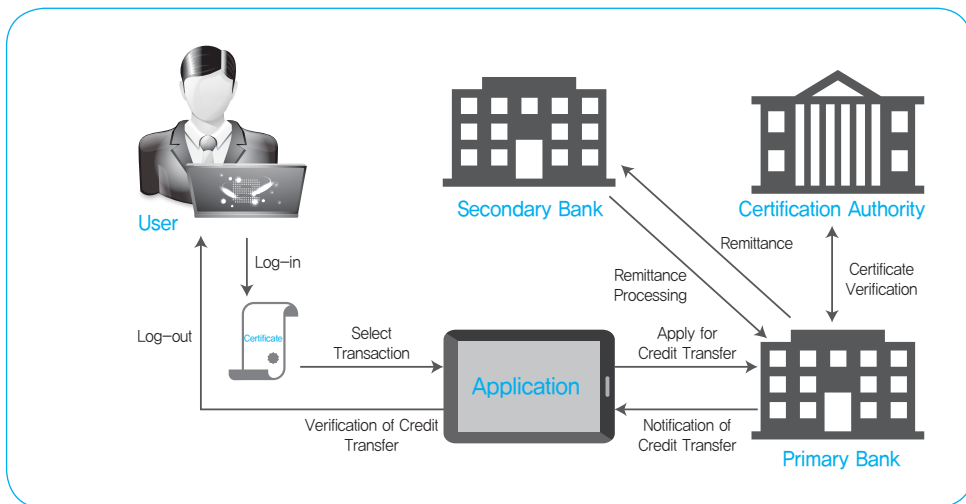 User
Secondary Bank
Certification Authority
Log-in
Remittance
Remittance
Processing
Certificate
Verification
Log-out
Certificate
Select
Transaction
Application
Apply for
Credit Transfer
Verification of Credit
Transfer
Notification of
Credit Transfer
Primary Bank